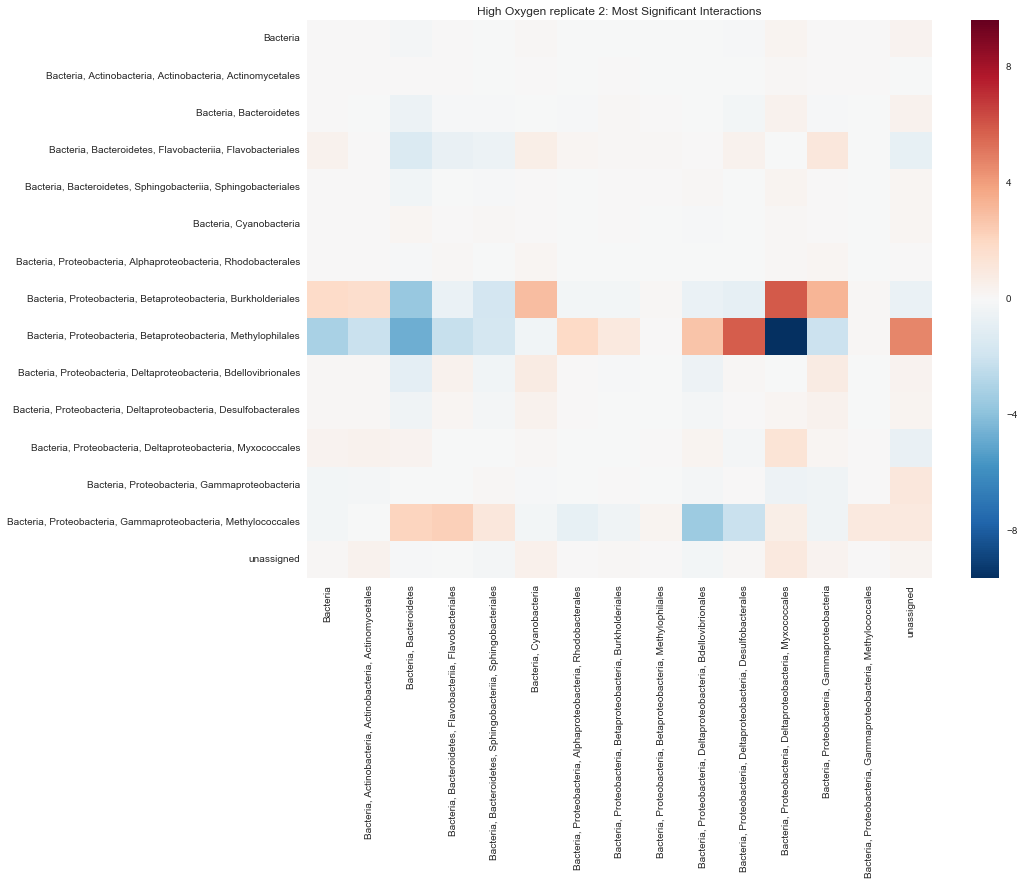 High Oxygen replicate 2: Most Significant Interactions
Bacteria
Bacteria, Actinobacteria, Actinobacteria, Actinomycetales
Bacteria, Bacteroidetes
Bacteria, Bacteroidetes, Flavobacteriia, Flavobacteriales
Bacteria, Bacteroidetes, Sphingobacteriia, Sphingobacteriales
Bacteria, Cyanobacteria
Bacteria, Proteobacteria, Alphaproteobacteria, Rhodobacterales
Bacteria, Proteobacteria, Betaproteobacteria, Burkholderiales
Bacteria, Proteobacteria, Betaproteobacteria, Methylophilales
Bacteria, Proteobacteria, Deltaproteobacteria, Bdellovibrionales
Bacteria, Proteobacteria, Deltaproteobacteria, Desulfobacterales
Bacteria, Proteobacteria, Deltaproteobacteria, Myxococcales
Bacteria, Proteobacteria, Gammaproteobacteria
Bacteria, Proteobacteria, Gammaproteobacteria, Methylococcales
unassigned
Bacteria
Bacteria, Actinobacteria, Actinobacteria, Actinomycetales
Bacteria, Bacteroidetes
Bacteria, Bacteroidetes, Flavobacteriia, Flavobacteriales
Bacteria, Bacteroidetes, Sphingobacteriia, Sphingobacteriales
Bacteria, Cyanobacteria
Bacteria, Proteobacteria, Alphaproteobacteria, Rhodobacterales
Bacteria, Proteobacteria, Betaproteobacteria, Burkholderiales
Bacteria, Proteobacteria, Betaproteobacteria, Methylophilales
Bacteria, Proteobacteria, Deltaproteobacteria, Bdellovibrionales
Bacteria, Proteobacteria, Deltaproteobacteria, Desulfobacterales
Bacteria, Proteobacteria, Deltaproteobacteria, Myxococcales
Bacteria, Proteobacteria, Gammaproteobacteria
Bacteria, Proteobacteria, Gammaproteobacteria, Methylococcales
unassigned
8
4
0
−4
−8